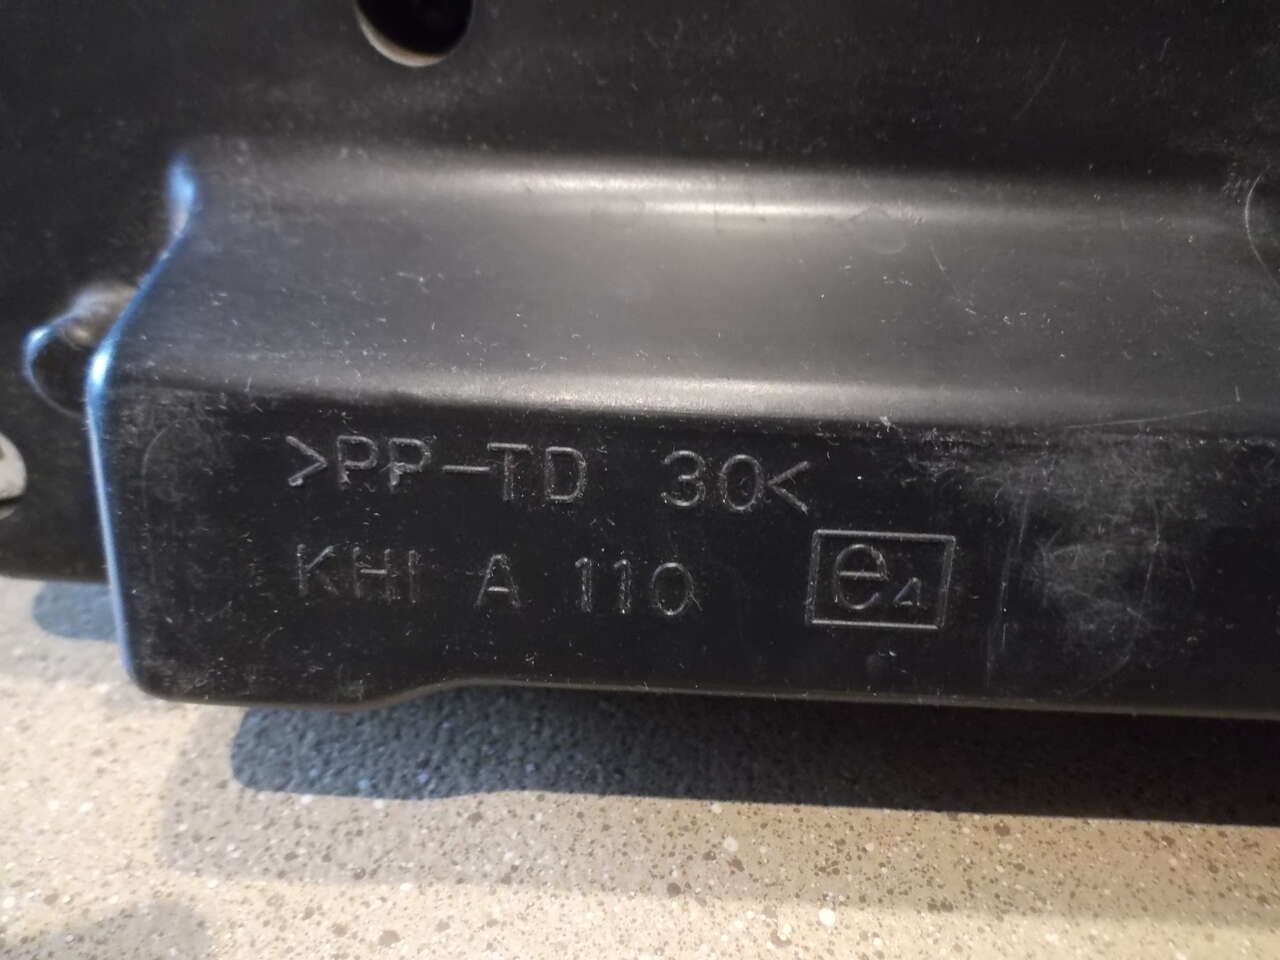 >PP-TD 30<
KHI A 110 e4